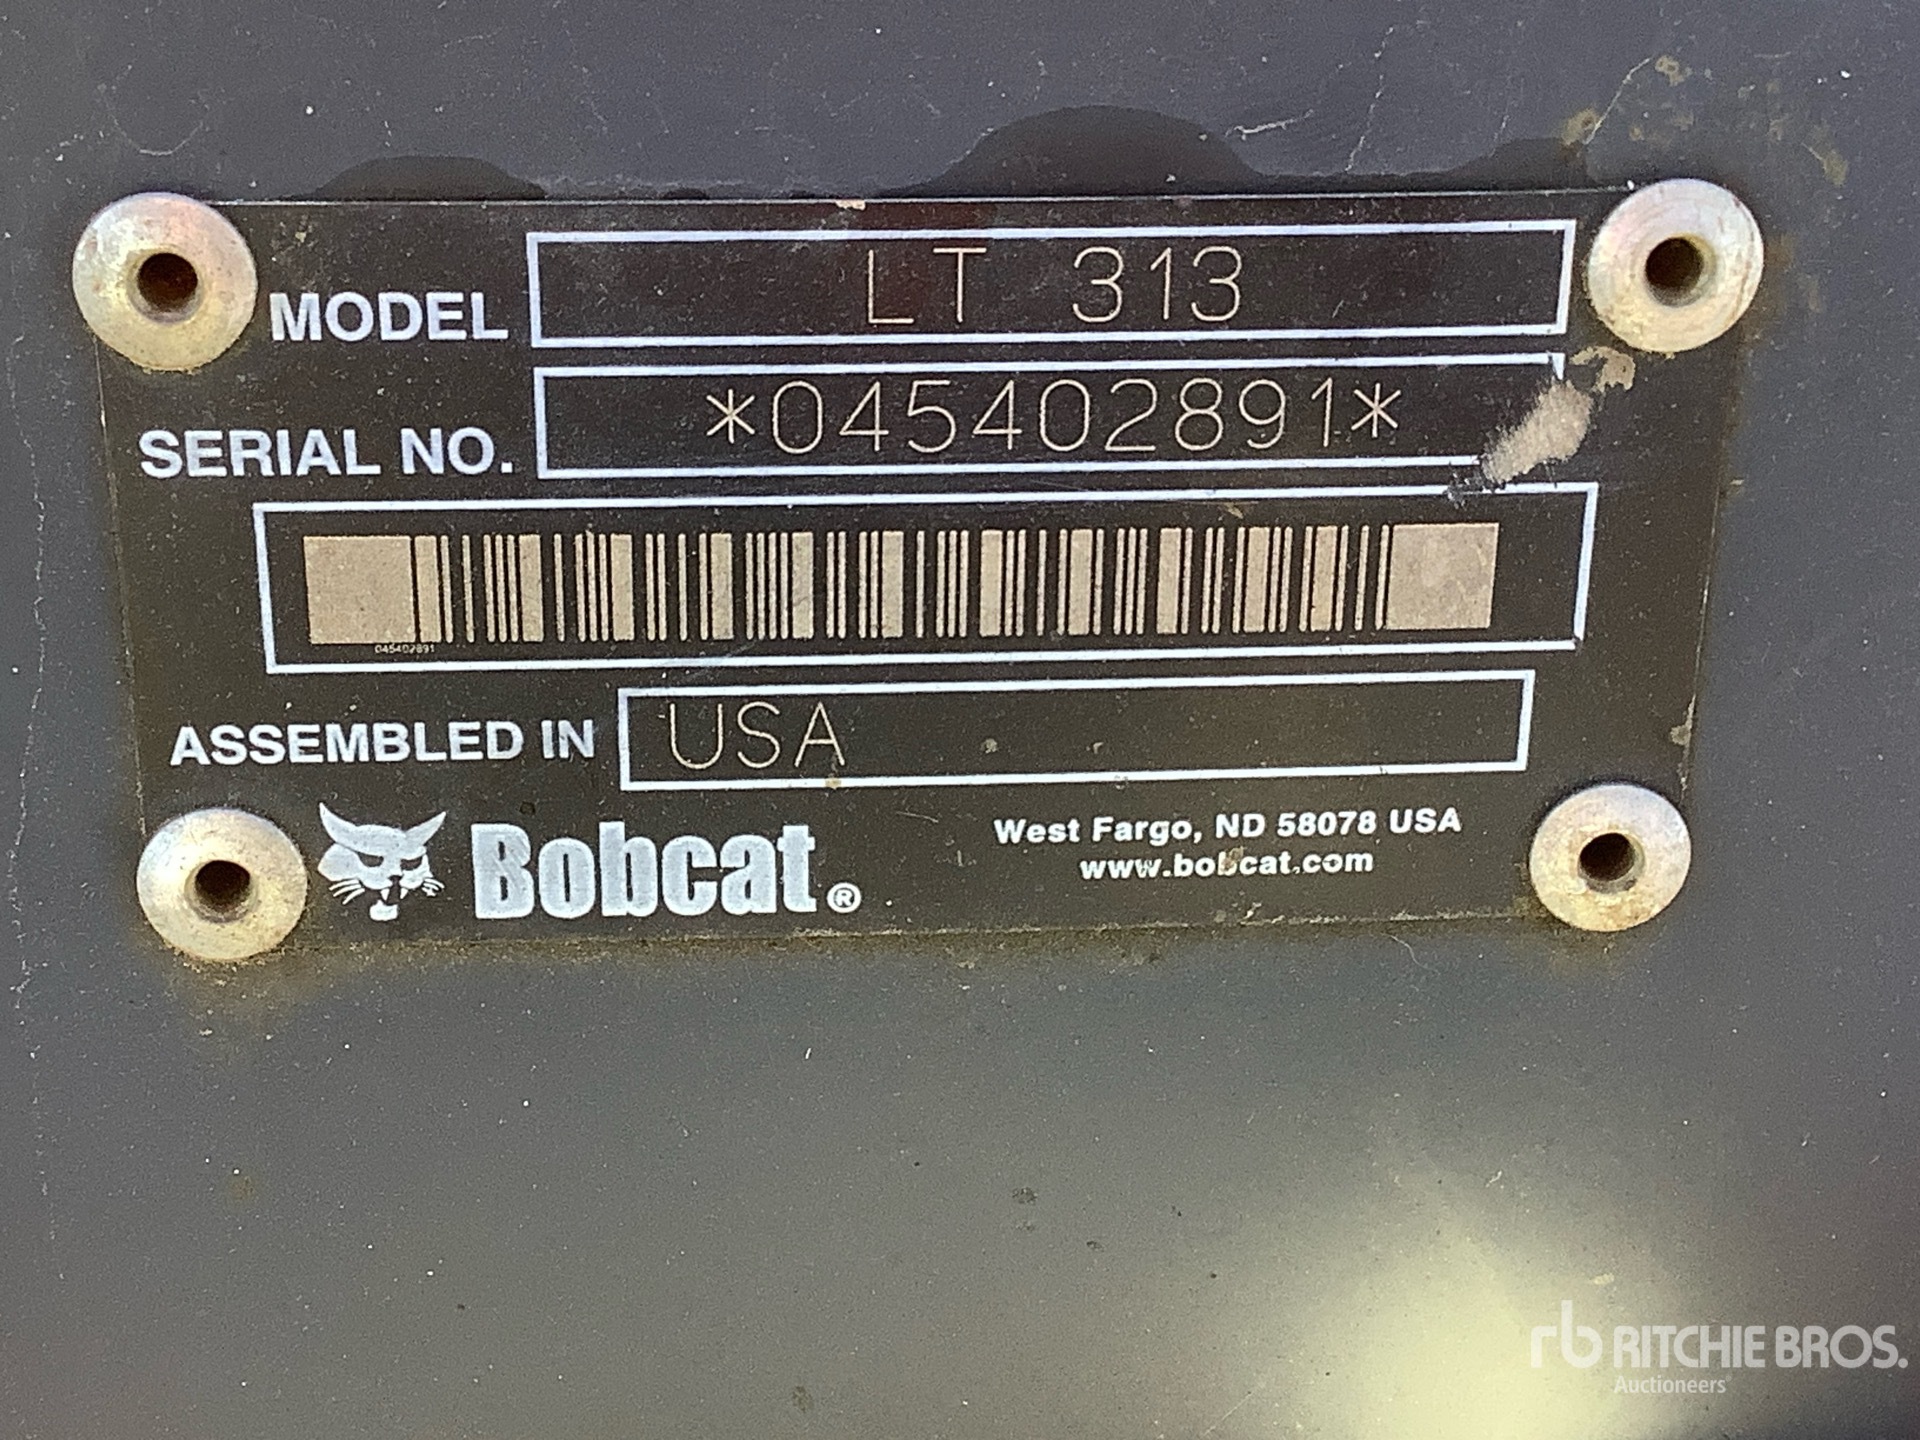 MODEL LT 313
SERIAL NO. *045402891*
045402891
ASSEMBLED IN USA
Bobcat®
West Fargo, ND 58078 USA
www.bobcat.com
rb RITCHIE BROS.
Auctioneers